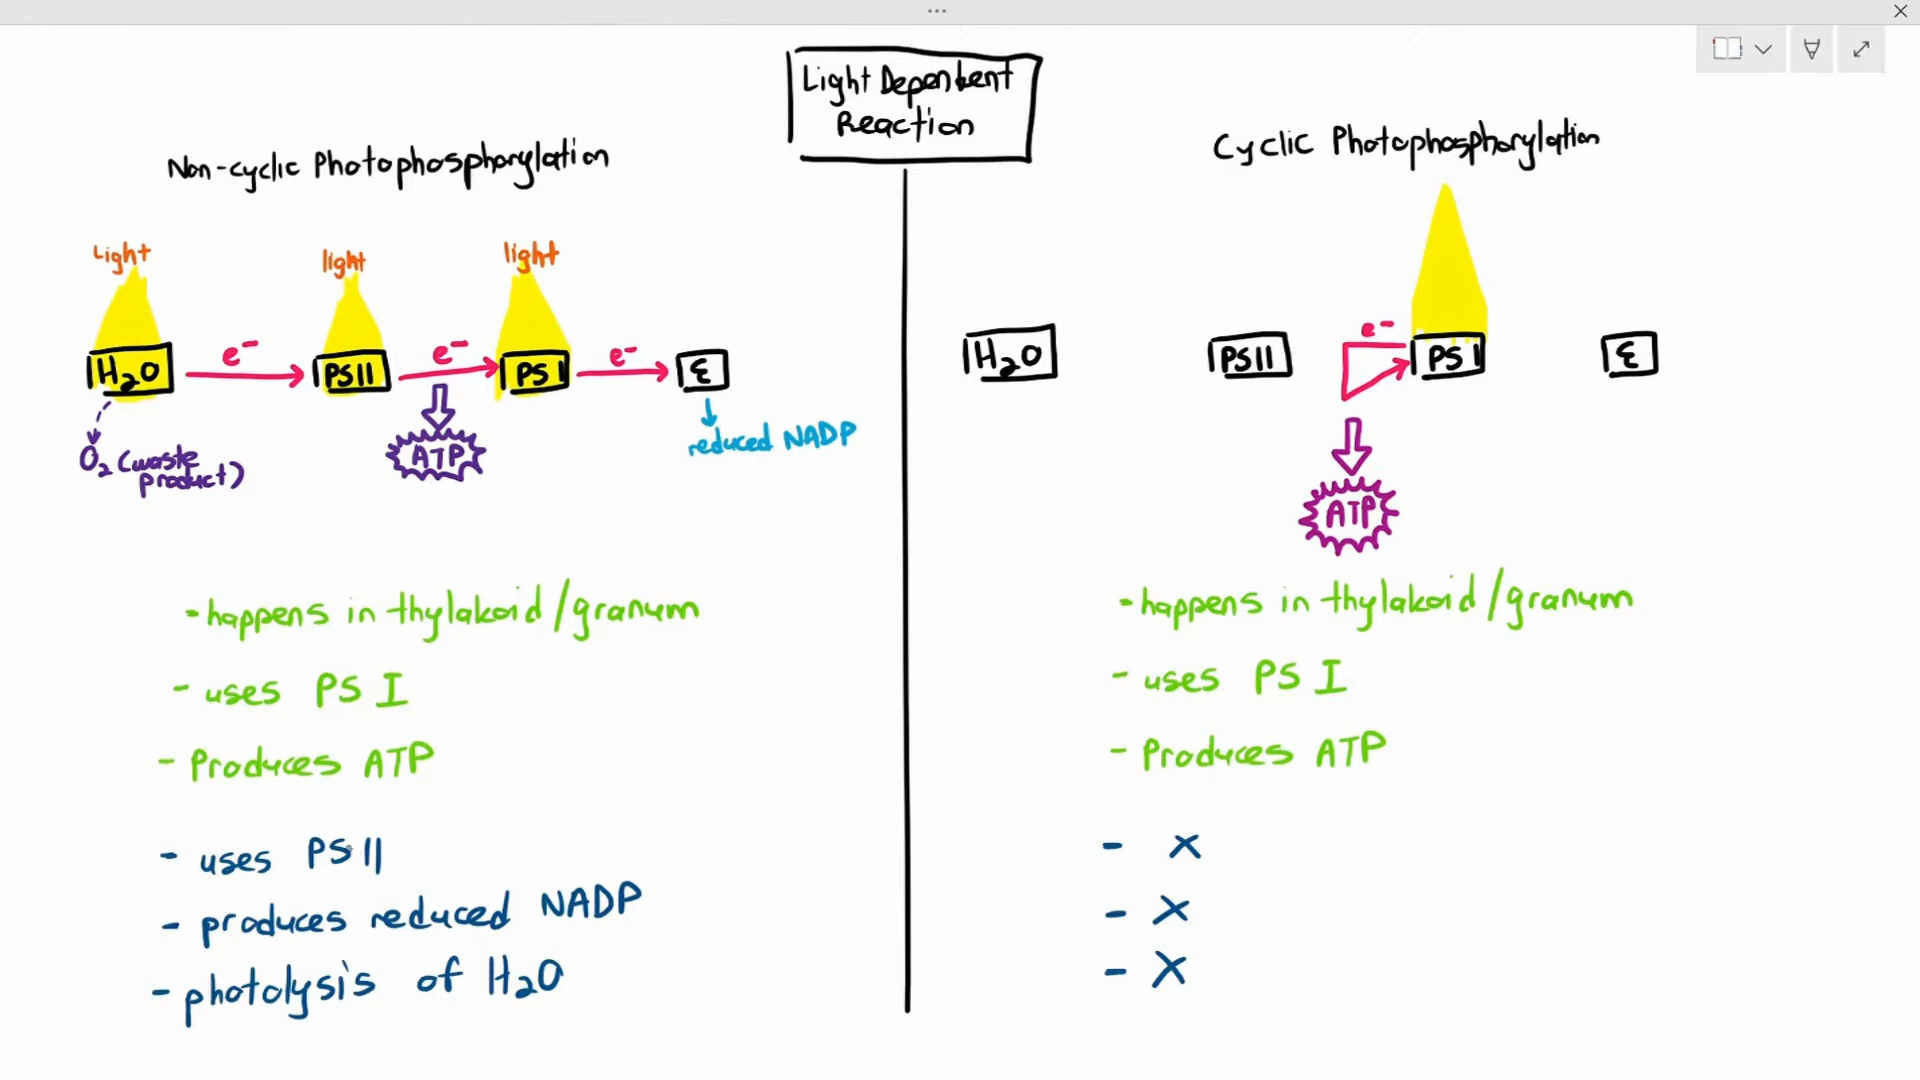 Light Dependent
Reaction
Non-cyclic Photophosphorylation
Light
light
light
H2O
e-
PSII
e-
PS I
e-
ε
O2 (waste
product)
ATP
reduced NADP
- happens in thylakoid/granum
- uses PS I
- Produces ATP
- uses PS II
- produces reduced NADP
- photolysis of H2O
Cyclic Photophosphorylation
H2O
PSII
e-
PS I
ε
ATP
- happens in thylakoid/granum
- uses PS I
- Produces ATP
- X
- X
- X